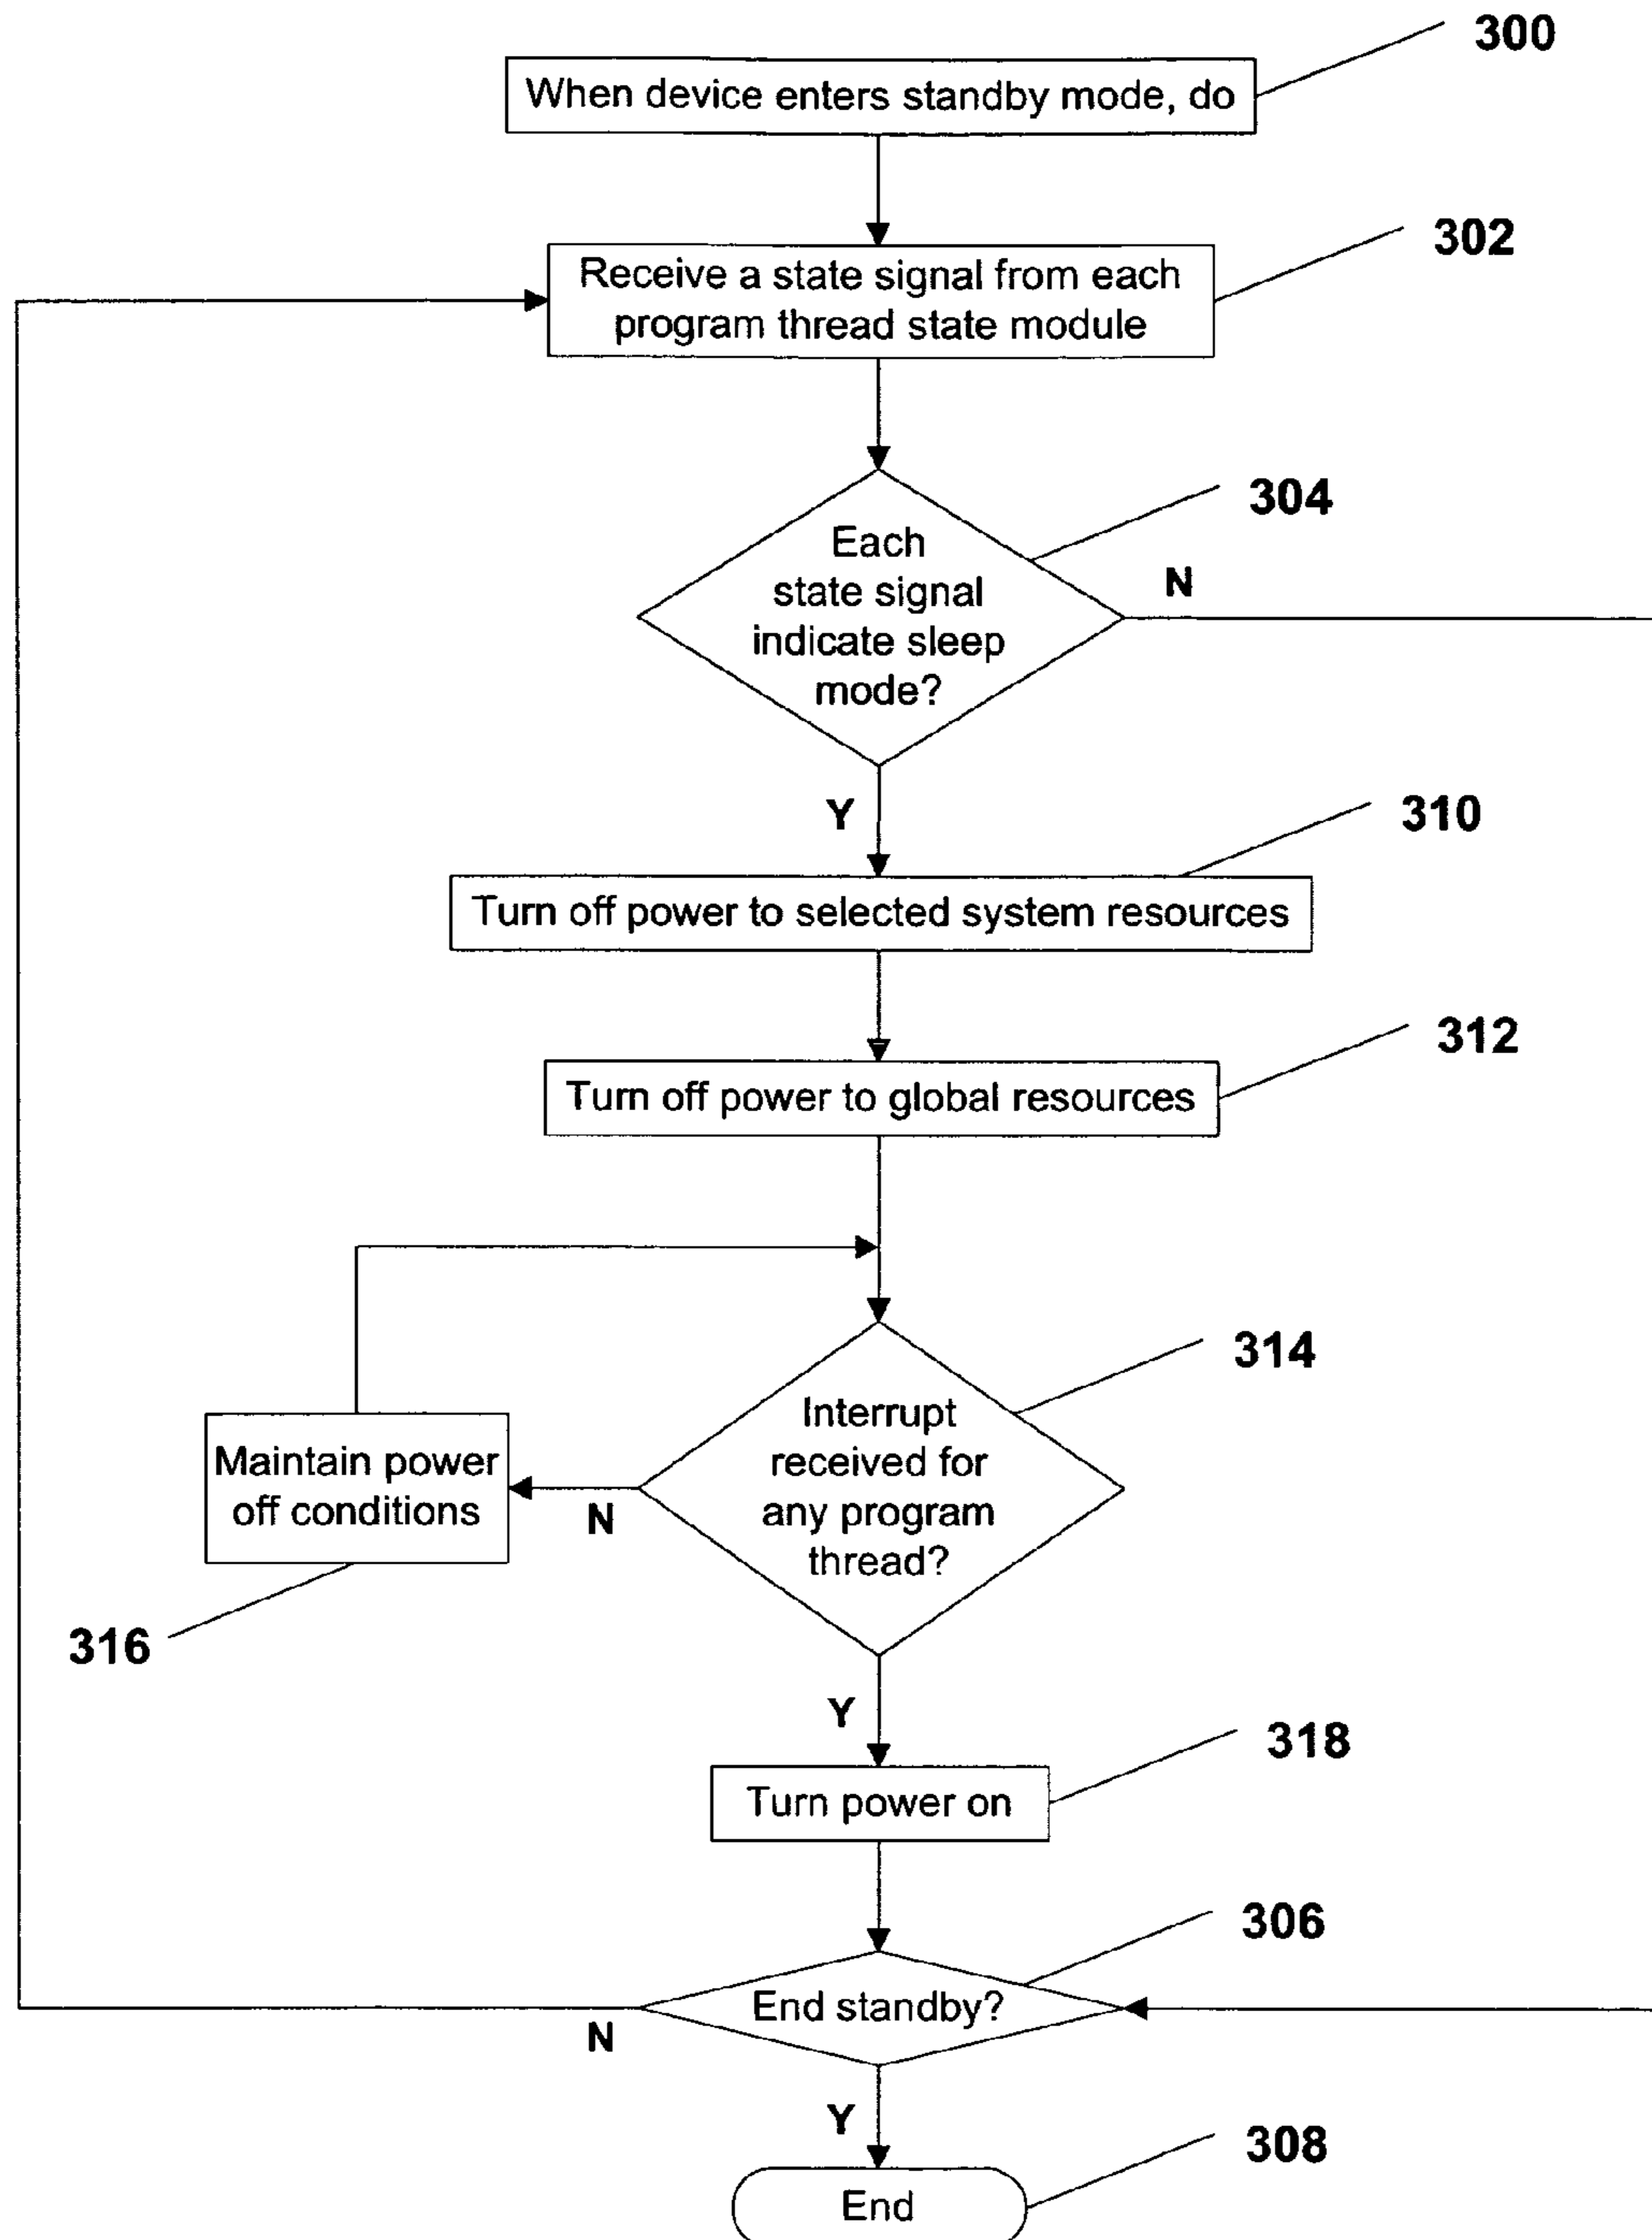 300
When device enters standby mode, do
302
Receive a state signal from each
program thread state module
304
Each
state signal
indicate sleep
mode?
N
Y
310
Turn off power to selected system resources
312
Turn off power to global resources
314
Interrupt
received for
any program
thread?
Maintain power
off conditions
N
316
Y
318
Turn power on
306
End standby?
N
Y
308
End